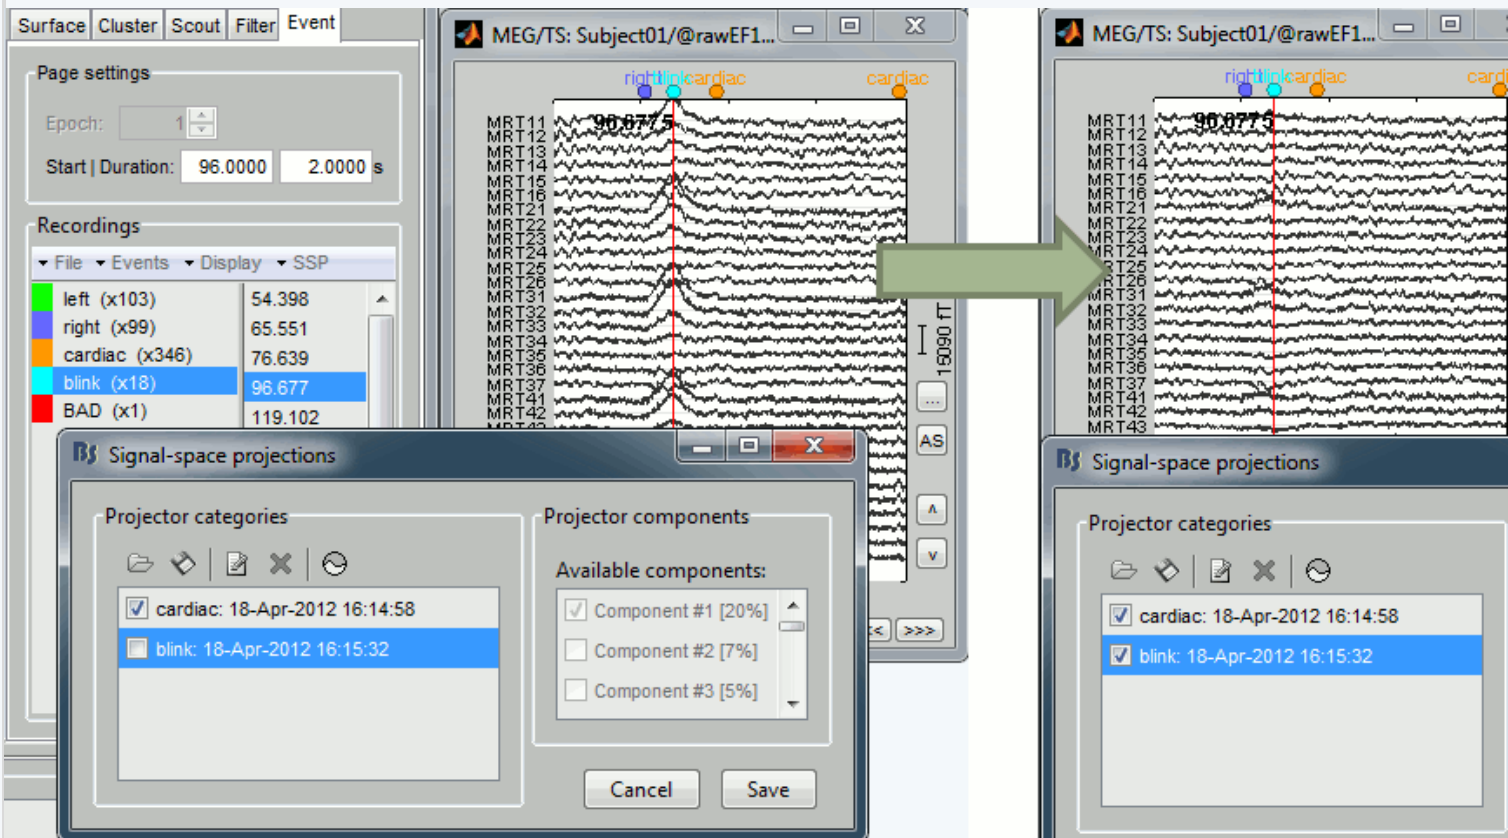 Surface Cluster Scout Filter Event
Page settings
Epoch: 1
Start | Duration: 96.0000 2.0000 s
Recordings
File Events Display SSP
left (x103) 54.398
right (x99) 65.551
cardiac (x346) 76.639
blink (x18) 96.677
BAD (x1) 119.102
MEG/TS: Subject01/@rawEF1...
right blink cardiac cardiac
96.6775
MRT11
MRT12
MRT13
MRT14
MRT15
MRT16
MRT21
MRT22
MRT23
MRT24
MRT25
MRT26
MRT31
MRT32
MRT33
MRT34
MRT35
MRT36
MRT37
MRT41
MRT42
MRT43
16090 fT
...
AS
^
v
<< >>>
Signal-space projections
Projector categories
cardiac: 18-Apr-2012 16:14:58
blink: 18-Apr-2012 16:15:32
Projector components
Available components:
Component #1 [20%]
Component #2 [7%]
Component #3 [5%]
Cancel Save
MEG/TS: Subject01/@rawEF1...
right blink cardiac cardi
96.6775
MRT11
MRT12
MRT13
MRT14
MRT15
MRT16
MRT21
MRT22
MRT23
MRT24
MRT25
MRT26
MRT31
MRT32
MRT33
MRT34
MRT35
MRT36
MRT37
MRT41
MRT42
MRT43
Signal-space projections
Projector categories
cardiac: 18-Apr-2012 16:14:58
blink: 18-Apr-2012 16:15:32